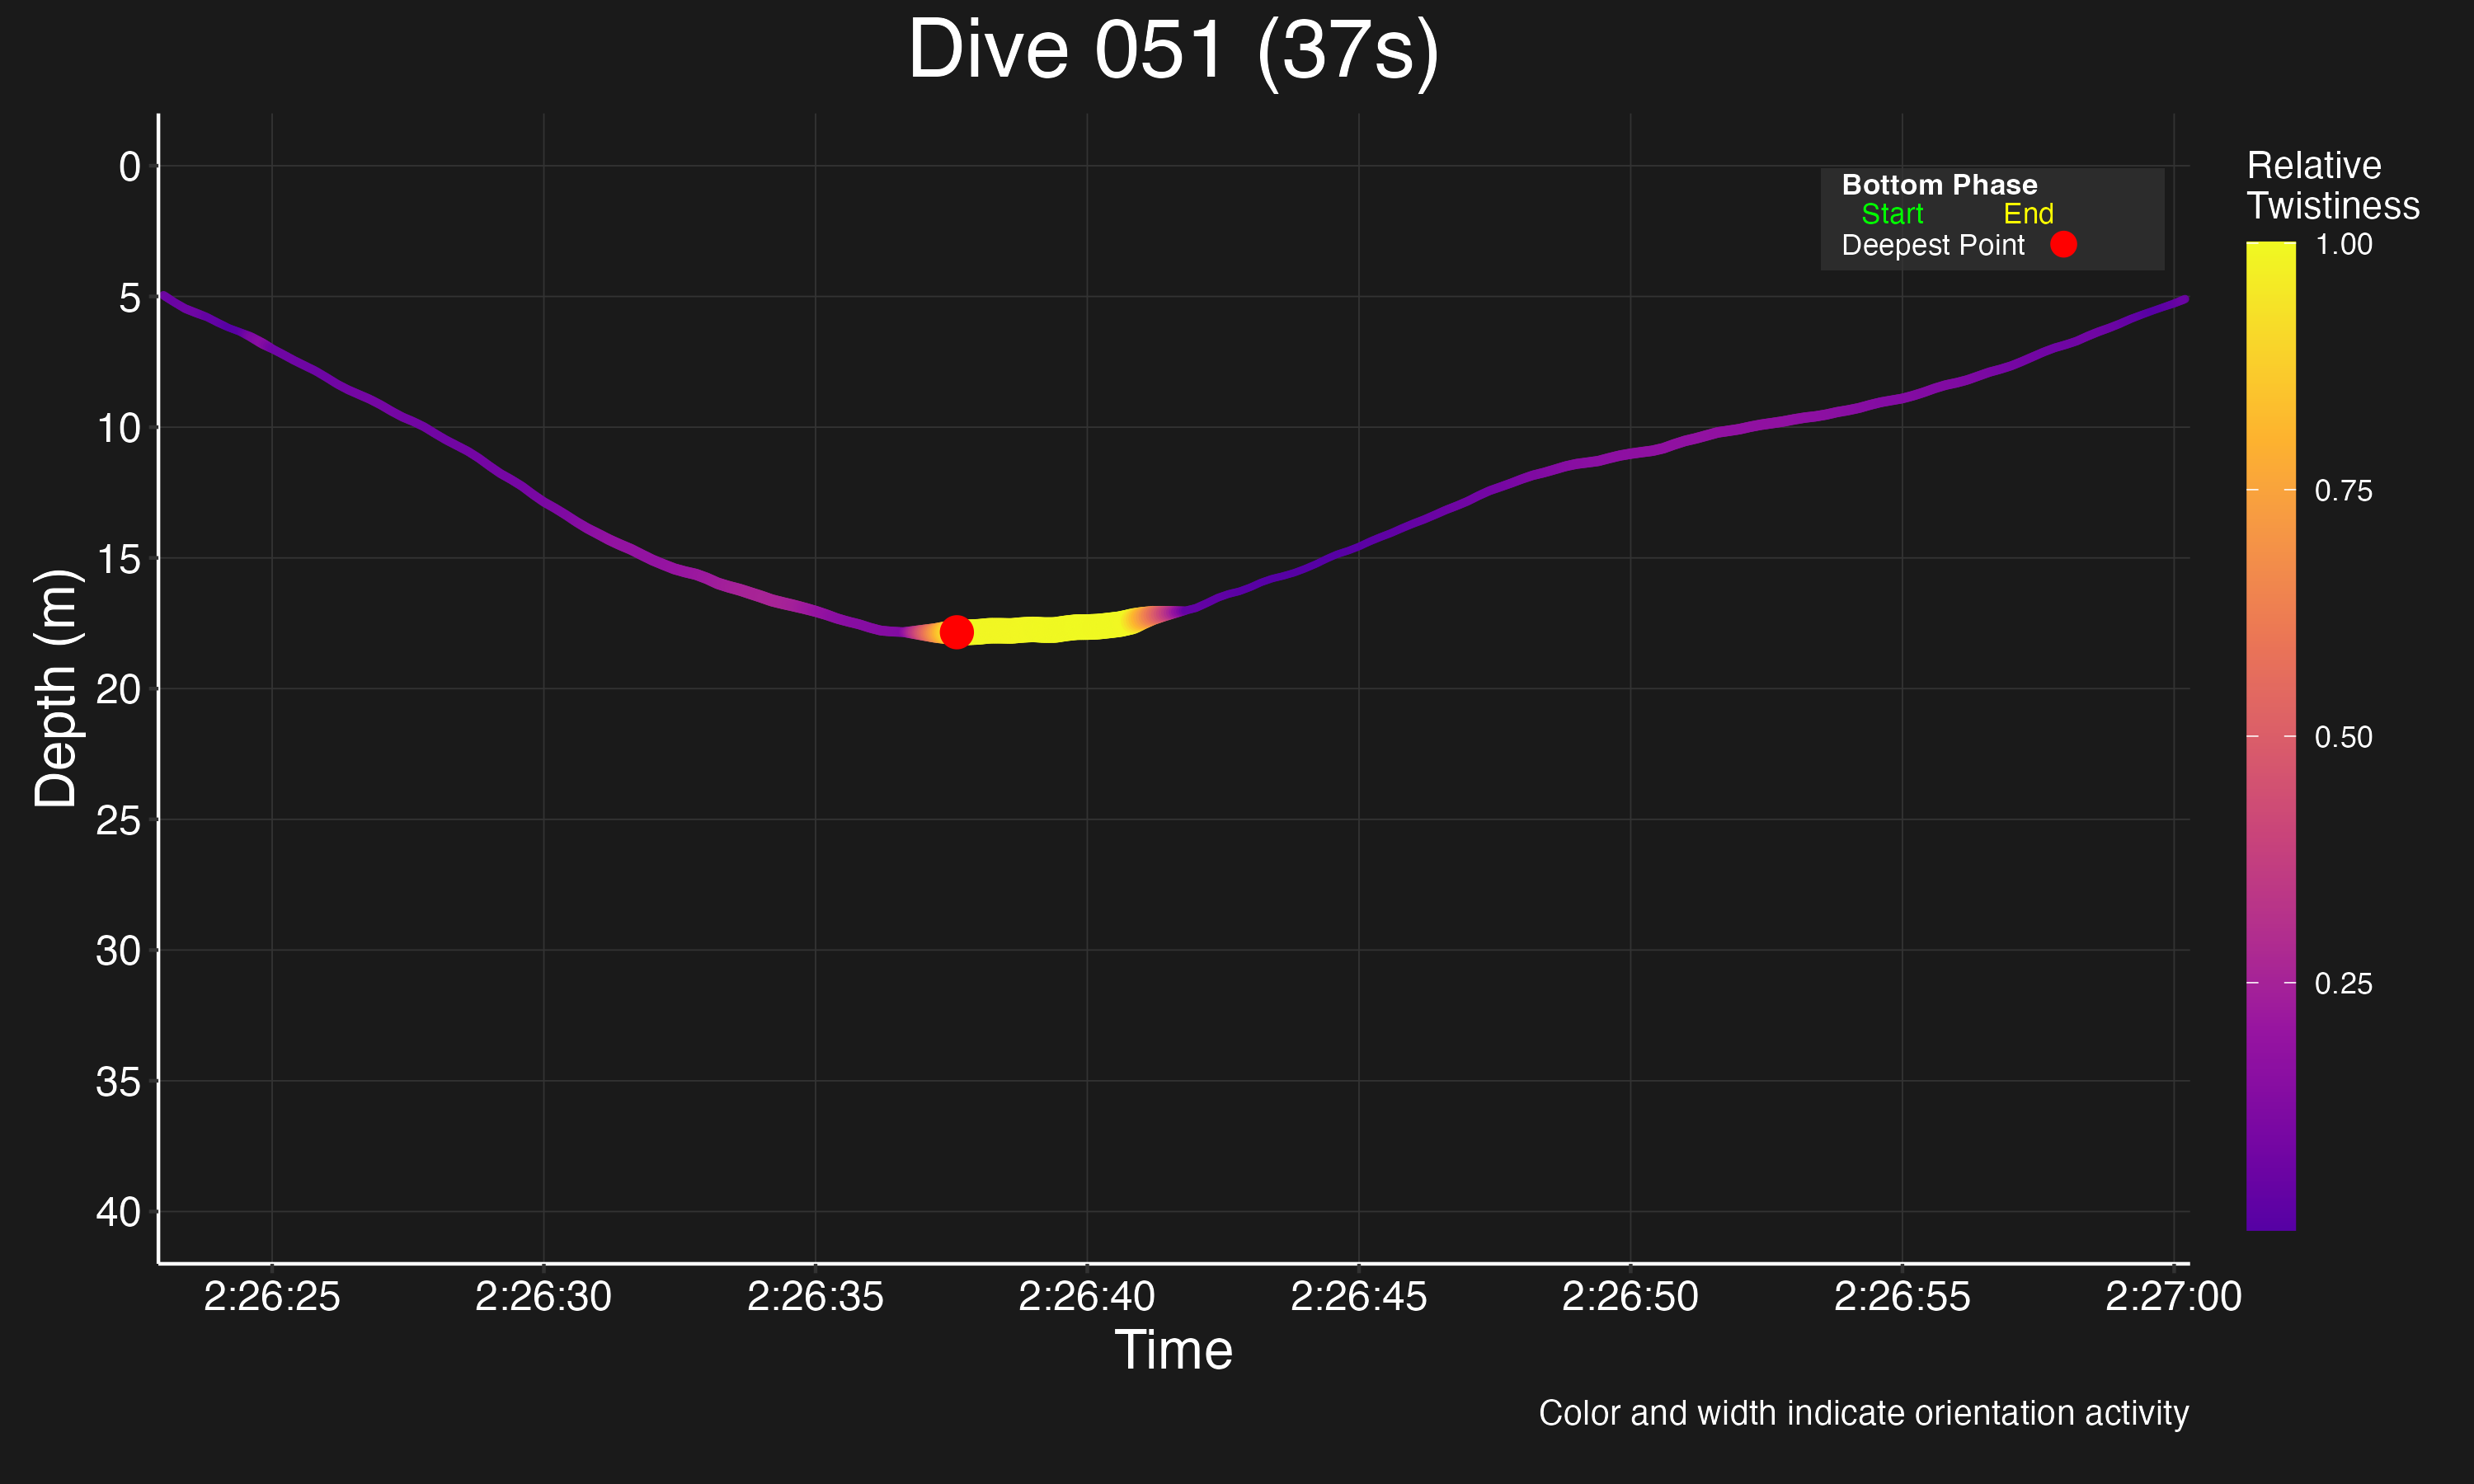 Dive 051 (37s)
Bottom Phase
Start End
Deepest Point
Relative
Twistiness
1.00
0.75
0.50
0.25
Depth (m)
0
5
10
15
20
25
30
35
40
2:26:25 2:26:30 2:26:35 2:26:40 2:26:45 2:26:50 2:26:55 2:27:00
Time
Color and width indicate orientation activity